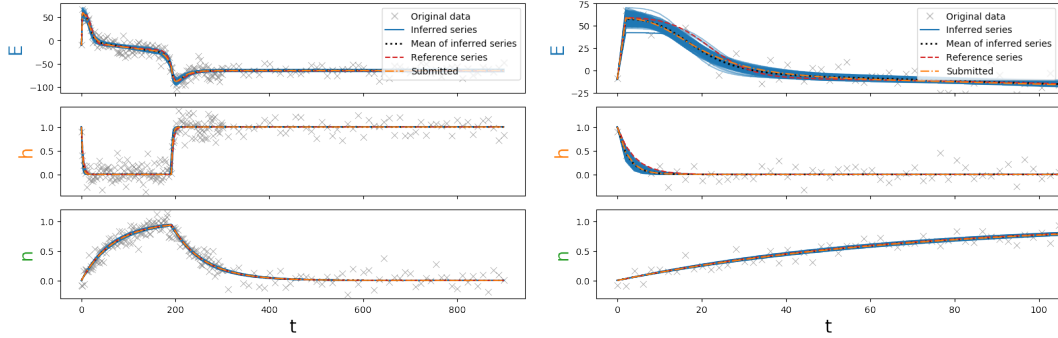 E
50
0
−50
−100
× Original data
Inferred series
Mean of inferred series
Reference series
Submitted
h
1.0
0.5
0.0
n
1.0
0.5
0.0
0
200
400
600
800
t
E
75
50
25
0
−25
× Original data
Inferred series
Mean of inferred series
Reference series
Submitted
h
1.0
0.5
0.0
n
1.0
0.5
0.0
0
20
40
60
80
100
t